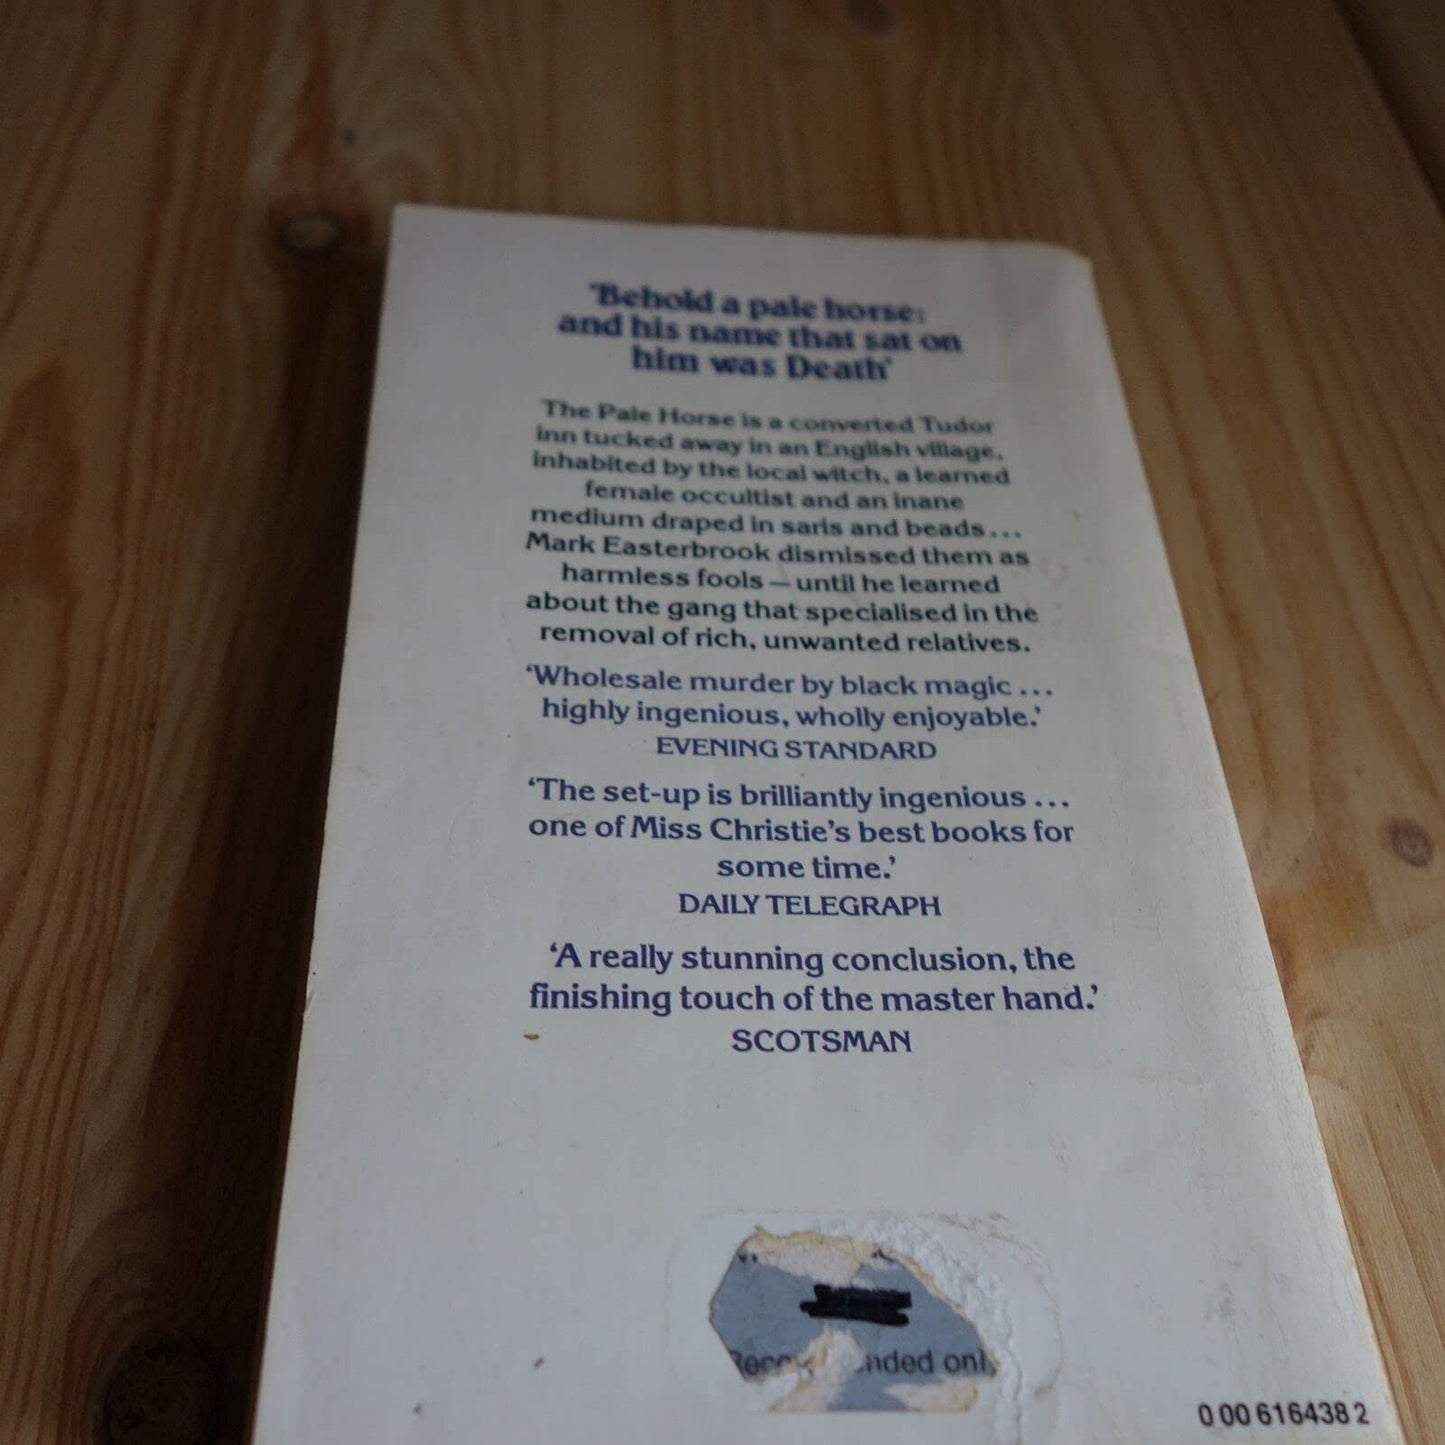 'Behold a pale horse:
and his name that sat on
him was Death'
The Pale Horse is a converted Tudor
inn tucked away in an English village,
inhabited by the local witch, a learned
female occultist and an inane
medium draped in saris and beads...
Mark Easterbrook dismissed them as
harmless fools – until he learned
about the gang that specialised in the
removal of rich, unwanted relatives.
'Wholesale murder by black magic ...
highly ingenious, wholly enjoyable.'
EVENING STANDARD
'The set-up is brilliantly ingenious ...
one of Miss Christie's best books for
some time.'
DAILY TELEGRAPH
'A really stunning conclusion, the
finishing touch of the master hand.'
SCOTSMAN
0 00 616438 2